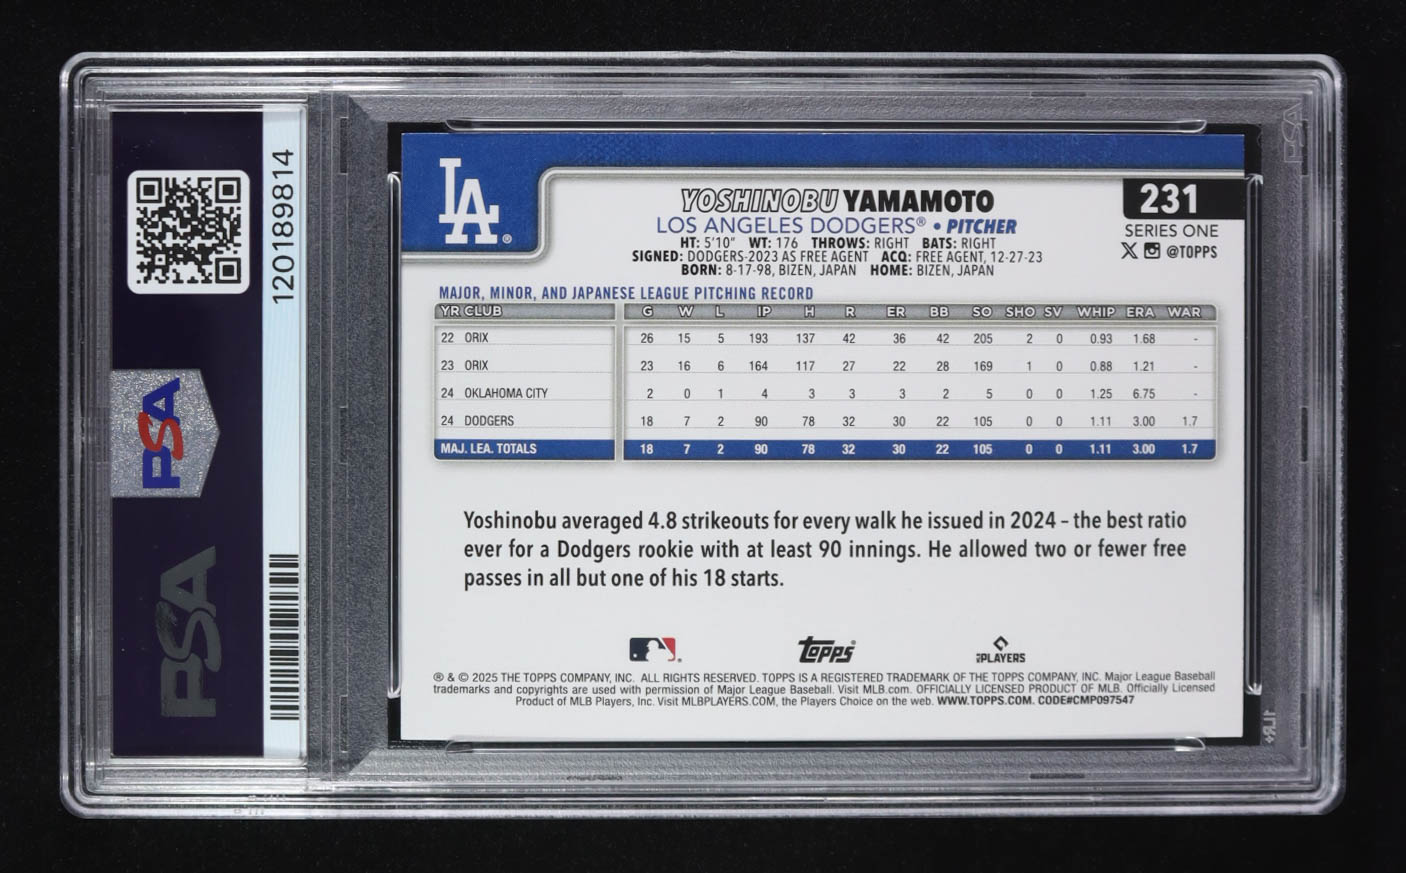 120189814
PSA
PSA
PSA
LA
YOSHINOBU YAMAMOTO
LOS ANGELES DODGERS® • PITCHER
HT: 5'10" WT: 176 THROWS: RIGHT BATS: RIGHT
SIGNED: DODGERS-2023 AS FREE AGENT ACQ: FREE AGENT, 12-27-23
BORN: 8-17-98, BIZEN, JAPAN HOME: BIZEN, JAPAN
231
SERIES ONE
@TOPPS
MAJOR, MINOR, AND JAPANESE LEAGUE PITCHING RECORD
YR CLUB G W L IP H R ER BB SO SHO SV WHIP ERA WAR
22 ORIX 26 15 5 193 137 42 36 42 205 2 0 0.93 1.68 -
23 ORIX 23 16 6 164 117 27 22 28 169 1 0 0.88 1.21 -
24 OKLAHOMA CITY 2 0 1 4 3 3 3 2 5 0 0 1.25 6.75 -
24 DODGERS 18 7 2 90 78 32 30 22 105 0 0 1.11 3.00 1.7
MAJ. LEA. TOTALS 18 7 2 90 78 32 30 22 105 0 0 1.11 3.00 1.7
Yoshinobu averaged 4.8 strikeouts for every walk he issued in 2024 – the best ratio
ever for a Dodgers rookie with at least 90 innings. He allowed two or fewer free
passes in all but one of his 18 starts.
Topps
PLAYERS
® & © 2025 THE TOPPS COMPANY, INC. ALL RIGHTS RESERVED. TOPPS IS A REGISTERED TRADEMARK OF THE TOPPS COMPANY, INC. Major League Baseball
trademarks and copyrights are used with permission of Major League Baseball. Visit MLB.com. OFFICIALLY LICENSED PRODUCT OF MLB. Officially Licensed
Product of MLB Players, Inc. Visit MLBPLAYERS.COM, the Players Choice on the web. WWW.TOPPS.COM. CODE#CMP097547